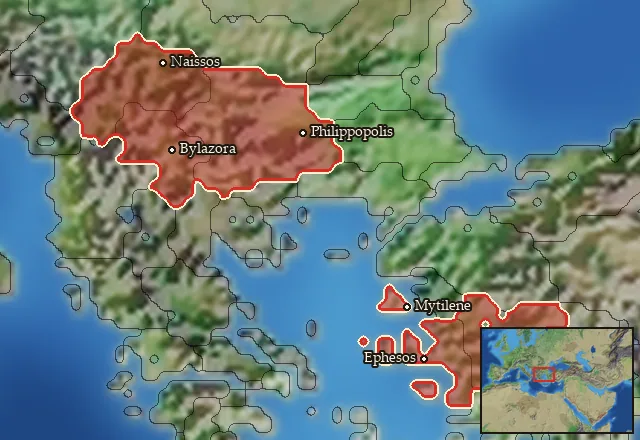 Naissos
Philippopolis
Bylazora
Mytilene
Ephesos